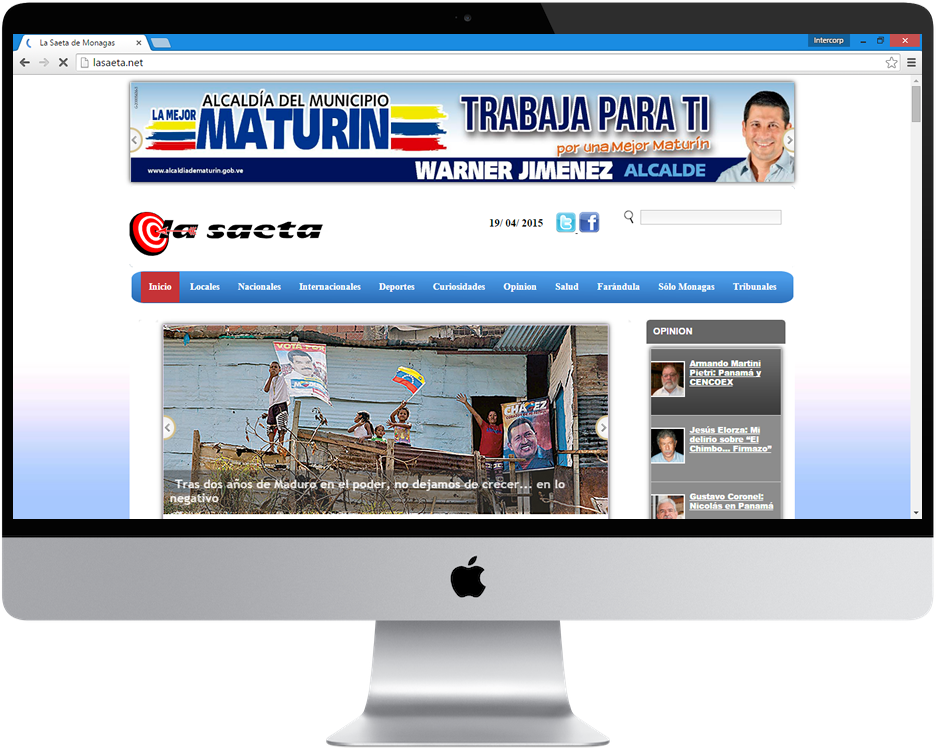 La Saeta de Monagas
Intercorp
lasaeta.net
ALCALDÍA DEL MUNICIPIO
LA MEJOR
MATURIN
TRABAJA PARA TI
por una Mejor Maturín
www.alcaldiadematurin.gob.ve
WARNER JIMENEZ ALCALDE
la saeta
19/ 04/ 2015
Inicio Locales Nacionales Internacionales Deportes Curiosidades Opinion Salud Farándula Sólo Monagas Tribunales
VOTA POR
CHÁVEZ
Tras dos años de Maduro en el poder, no dejamos de crecer... en lo
negativo
OPINION
Armando Martini
Pietri: Panamá y
CENCOEX
Jesús Elorza: Mi
delirio sobre “El
Chimbo... Firmazo”
Gustavo Coronel:
Nicolás en Panamá